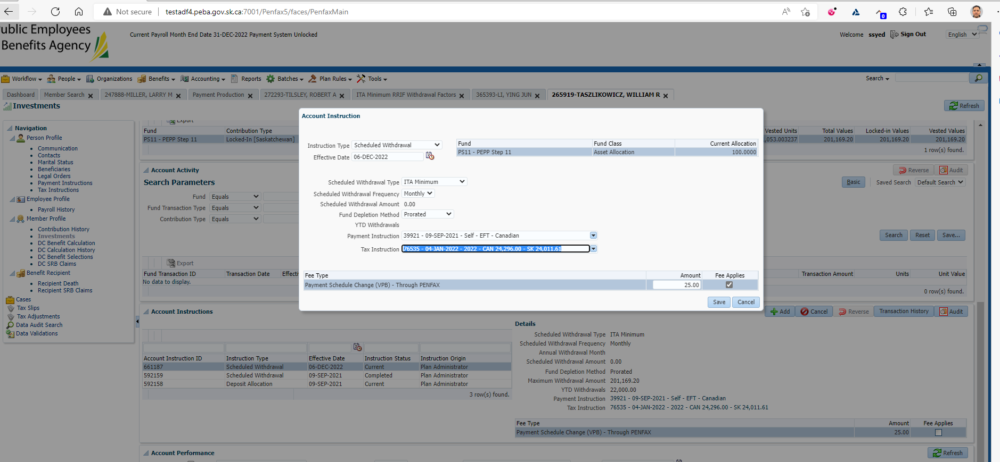 Not secure testadf4.peba.gov.sk.ca:7001/Penfax5/faces/PenfaxMain 0
ublic Employees
Benefits Agency
Current Payroll Month End Date 31-DEC-2022 Payment System Unlocked
Welcome ssyed Sign Out English
Workflow People Organizations Benefits Accounting Reports Batches Plan Rules Tools Search
Dashboard Member Search 247888-MILLER, LARRY M Payment Production 272293-TILSLEY, ROBERT A ITA Minimum RRIF Withdrawal Factors 365393-LI, YING JUN 265919-TASZLIKOWICZ, WILLIAM R
Investments Refresh
Navigation
Person Profile
Communication
Contacts
Marital Status
Beneficiaries
Legal Orders
Payment Instructions
Tax Instructions
Employee Profile
Payroll History
Member Profile
Contribution History
Investments
DC Benefit Calculation
DC Calculation History
DC Benefit Selections
DC SRB Claims
Benefit Recipient
Recipient Death
Recipient SRB Claims
Cases
Tax Slips
Tax Adjustments
Data Audit Search
Data Validations
Export
Fund Contribution Type Vested Units Total Values Locked-in Values Vested Values
PS11 - PEPP Step 11 Locked-In [Saskatchewan] ,053.003237 201,169.20 201,169.20 201,169.20
1 row(s) found.
Account Activity Reverse Audit
Search Parameters Basic Saved Search Default Search
Fund Equals
Fund Transaction Type Equals
Contribution Type Equals
Search Reset Save...
Export
Fund Transaction ID Transaction Date Effecti Transaction Amount Units Unit Value
No data to display.
0 row(s) found.
Account Instruction
Instruction Type Scheduled Withdrawal
Effective Date 06-DEC-2022
Fund Fund Class Current Allocation
PS11 - PEPP Step 11 Asset Allocation 100.0000
Scheduled Withdrawal Type ITA Minimum
Scheduled Withdrawal Frequency Monthly
Scheduled Withdrawal Amount 0.00
Fund Depletion Method Prorated
YTD Withdrawals
Payment Instruction 39921 - 09-SEP-2021 - Self - EFT - Canadian
Tax Instruction 76535 - 04-JAN-2022 - 2022 - CAN 24,296.00 - SK 24,011.61
Fee Type Amount Fee Applies
Payment Schedule Change (VPB) - Through PENFAX 25.00
Save Cancel
Account Instructions Add Cancel Reverse Transaction History Audit
Account Instruction ID Instruction Type Effective Date Instruction Status Instruction Origin
661187 Scheduled Withdrawal 06-DEC-2022 Current Plan Administrator
592159 Scheduled Withdrawal 09-SEP-2021 Completed Plan Administrator
592158 Deposit Allocation 09-SEP-2021 Current Plan Administrator
3 row(s) found.
Details
Scheduled Withdrawal Type ITA Minimum
Scheduled Withdrawal Frequency Monthly
Annual Withdrawal Month
Scheduled Withdrawal Amount 0.00
Fund Depletion Method Prorated
Maximum Withdrawal Amount 201,169.20
YTD Withdrawals 22,000.00
Payment Instruction 39921 - 09-SEP-2021 - Self - EFT - Canadian
Tax Instruction 76535 - 04-JAN-2022 - 2022 - CAN 24,296.00 - SK 24,011.61
Fee Type Amount Fee Applies
Payment Schedule Change (VPB) - Through PENFAX 25.00
Account Performance Refresh